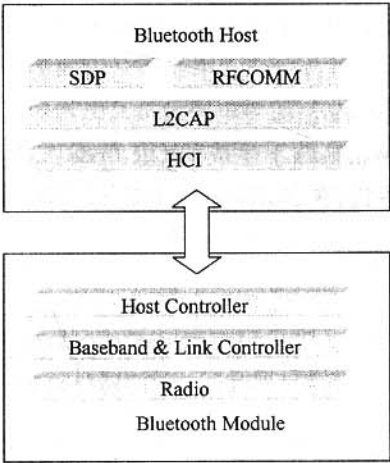 Bluetooth Host
SDP RFCOMM
L2CAP
HCI
Host Controller
Baseband & Link Controller
Radio
Bluetooth Module